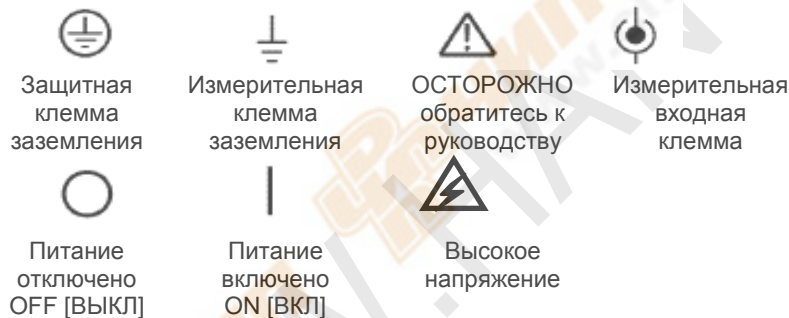 Защитная
клемма
заземления
Измерительная
клемма
заземления
ОСТОРОЖНО
обратитесь к
руководству
Измерительная
входная
клемма
Питание
отключено
OFF [ВЫКЛ]
Питание
включено
ON [ВКЛ]
Высокое
напряжение